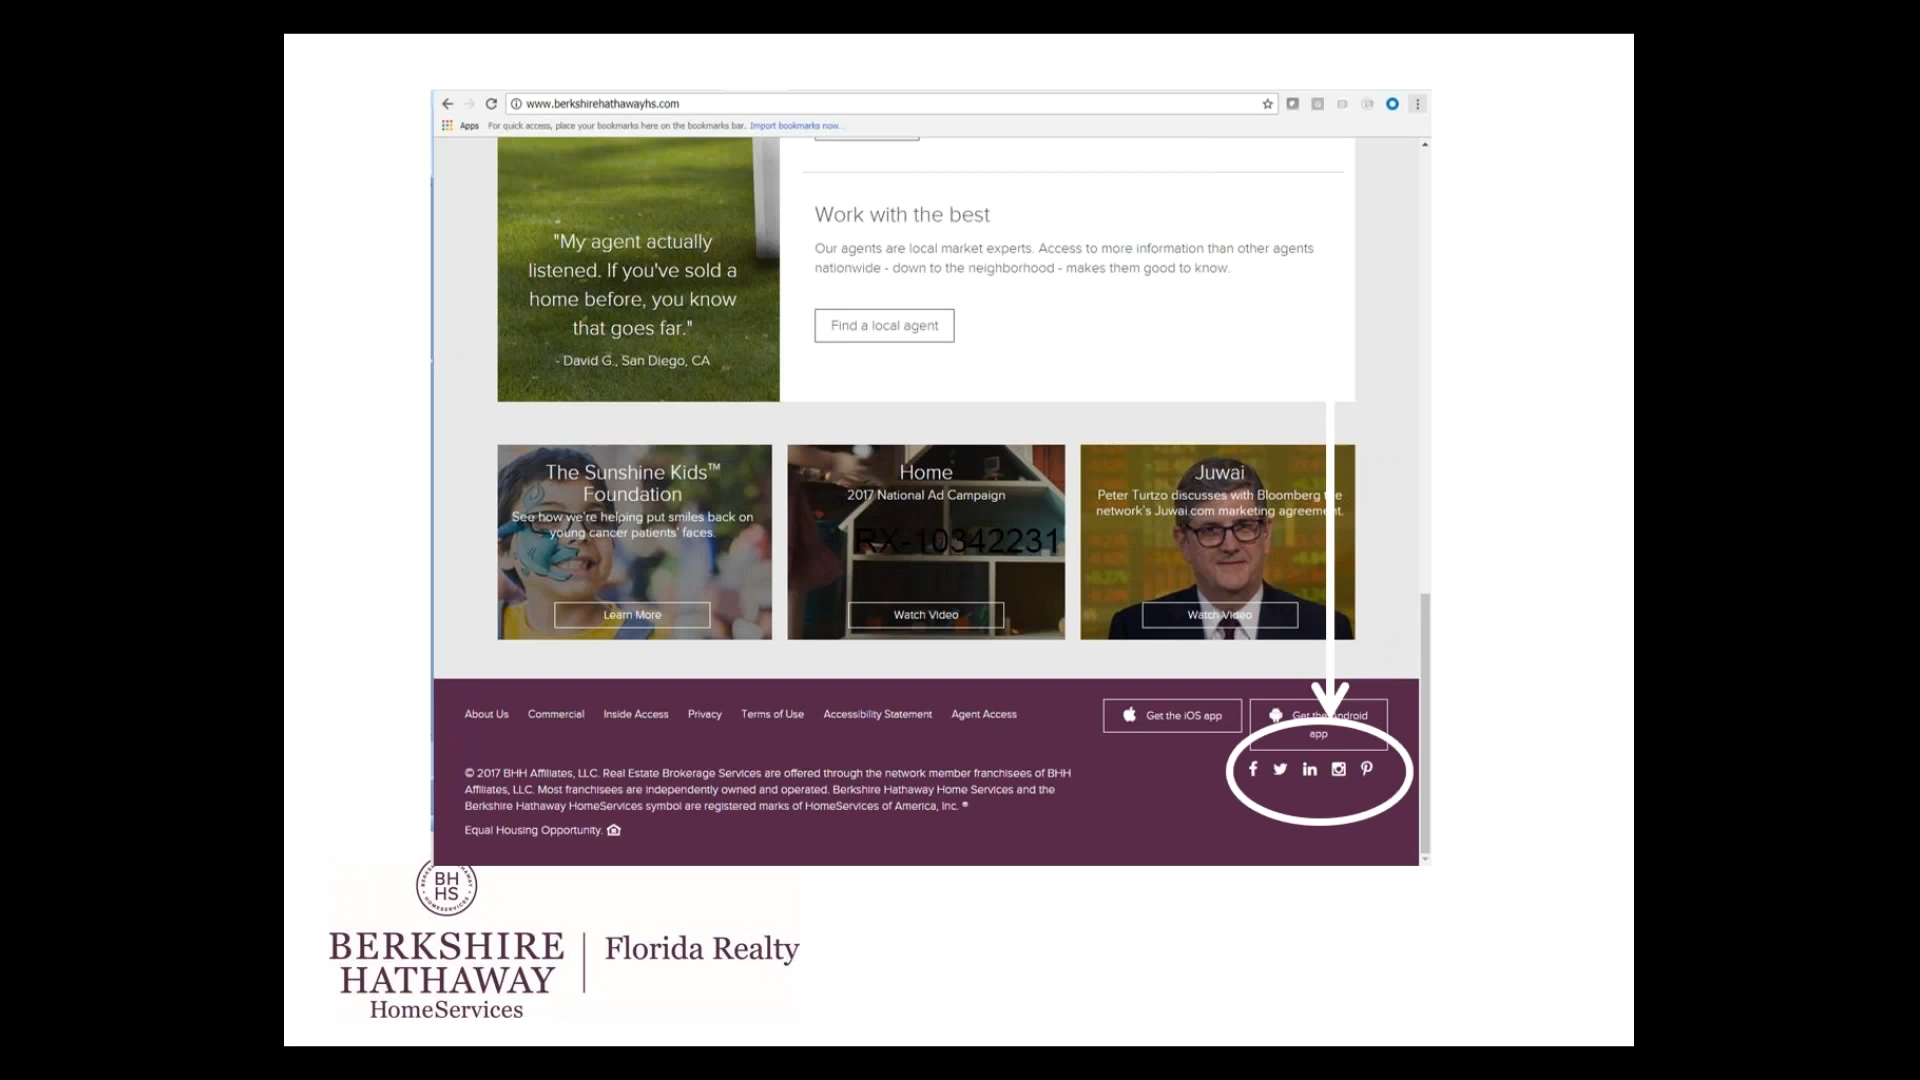 www.berkshirehathawayhs.com
Apps For quick access, place your bookmarks here on the bookmarks bar. Import bookmarks now...
"My agent actually
listened. If you've sold a
home before, you know
that goes far."
- David G., San Diego, CA
Work with the best
Our agents are local market experts. Access to more information than other agents
nationwide - down to the neighborhood - makes them good to know.
Find a local agent
The Sunshine Kids™
Foundation
See how we're helping put smiles back on
young cancer patients' faces.
Learn More
Home
2017 National Ad Campaign
RX-10342231
Watch Video
Juwai
Peter Turtzo discusses with Bloomberg the
network's Juwai.com marketing agreement.
Watch Video
About Us Commercial Inside Access Privacy Terms of Use Accessibility Statement Agent Access
Get the iOS app
Get the Android
app
© 2017 BHH Affiliates, LLC. Real Estate Brokerage Services are offered through the network member franchisees of BHH
Affiliates, LLC. Most franchisees are independently owned and operated. Berkshire Hathaway Home Services and the
Berkshire Hathaway HomeServices symbol are registered marks of HomeServices of America, Inc. ®
Equal Housing Opportunity.
BH
HS
HOMESERVICES
BERKSHIRE
HATHAWAY
HomeServices
Florida Realty